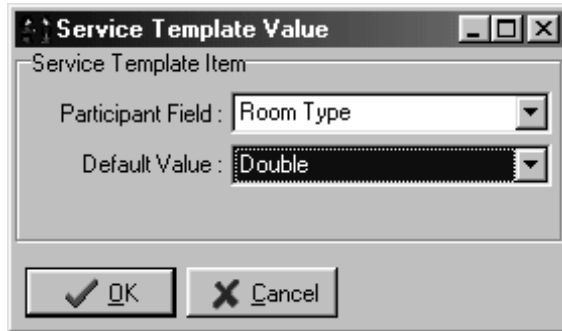 Service Template Value
Service Template Item
Participant Field : Room Type
Default Value : Double
OK Cancel